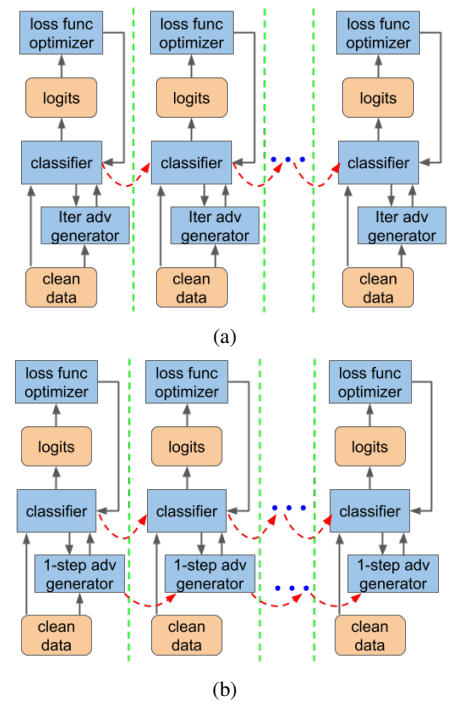 loss func
optimizer
logits
classifier
Iter adv
generator
clean
data
loss func
optimizer
logits
classifier
Iter adv
generator
clean
data
loss func
optimizer
logits
classifier
Iter adv
generator
clean
data
(a)
loss func
optimizer
logits
classifier
1-step adv
generator
clean
data
loss func
optimizer
logits
classifier
1-step adv
generator
clean
data
loss func
optimizer
logits
classifier
1-step adv
generator
clean
data
(b)